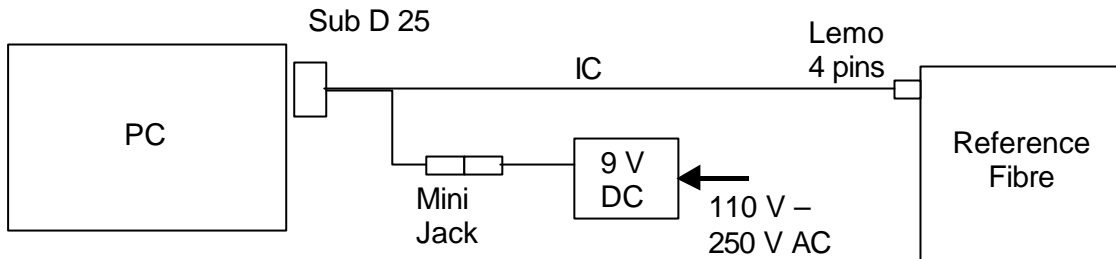 Sub D 25
Lemo
4 pins
IC
PC
Reference
Fibre
9 V
DC
Mini
Jack
110 V –
250 V AC